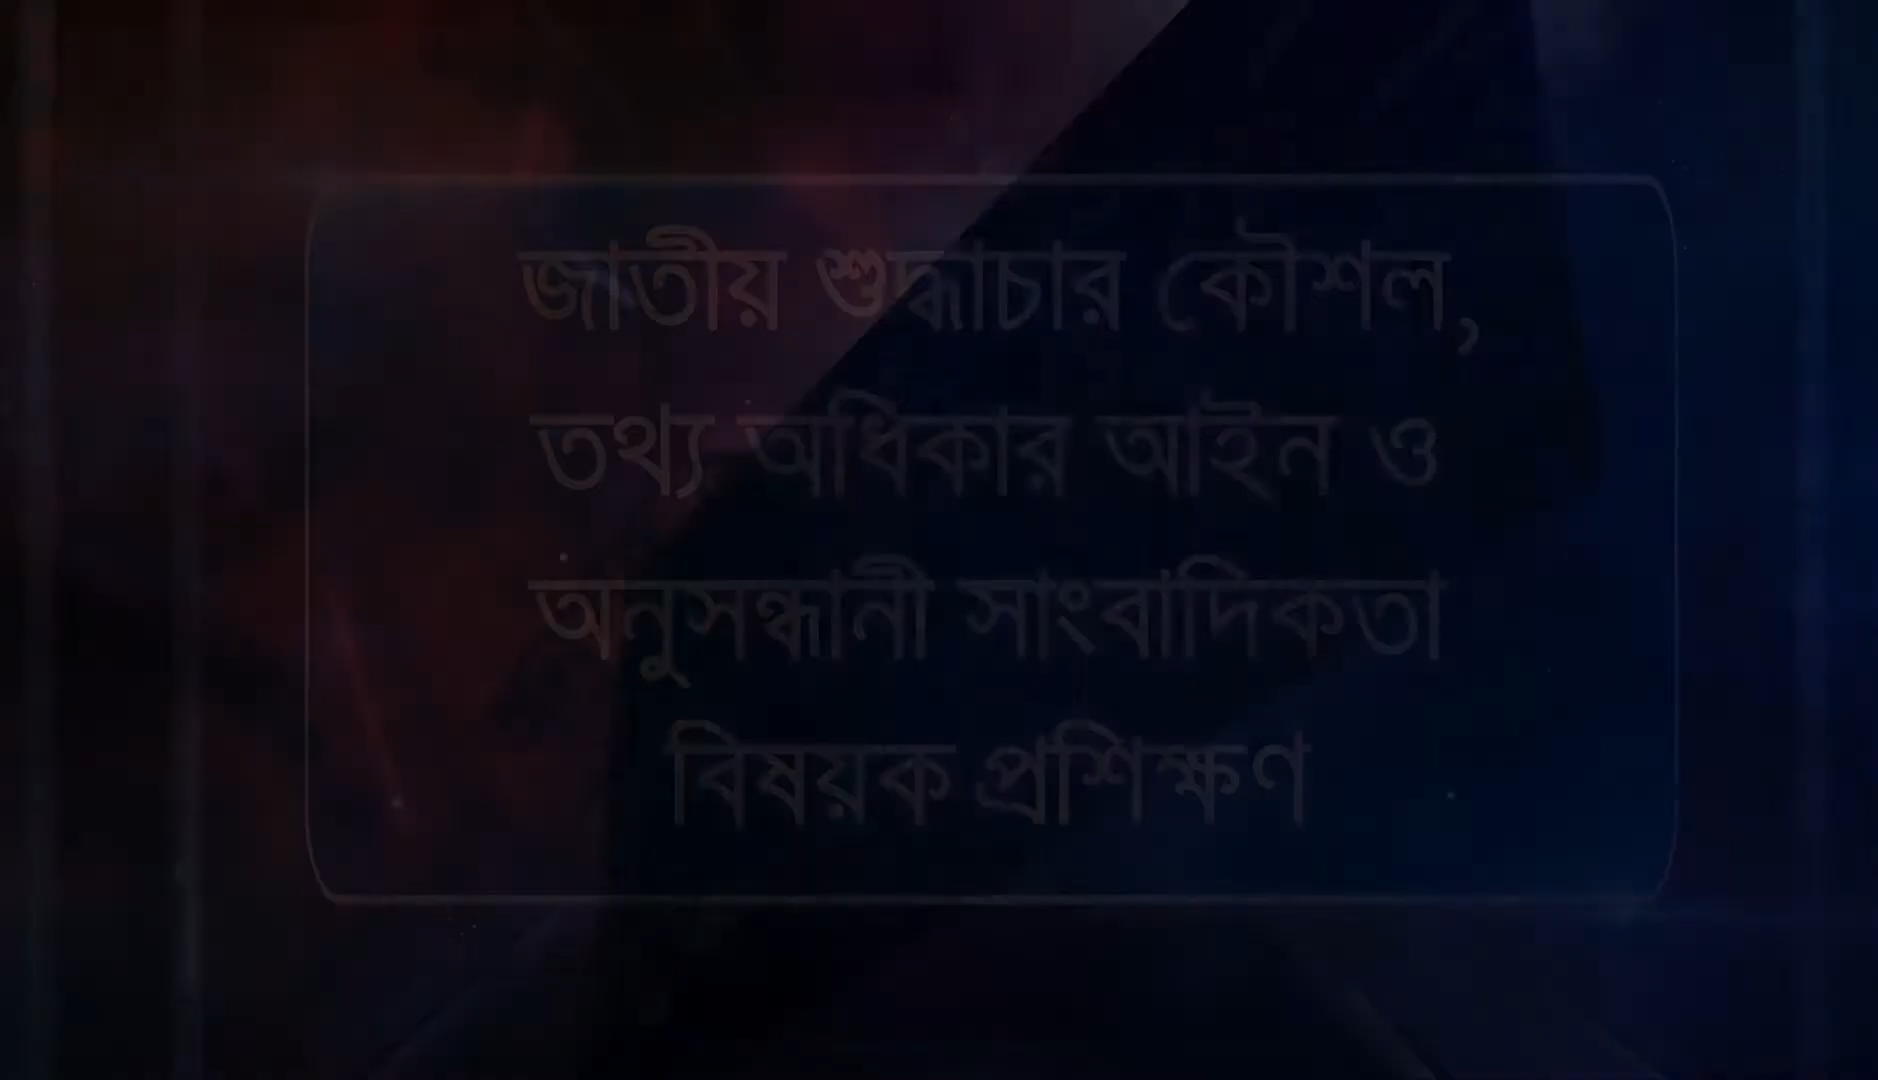 জাতীয় শুদ্ধাচার কৌশল,
তথ্য অধিকার আইন ও
অনুসন্ধানী সাংবাদিকতা
বিষয়ক প্রশিক্ষণ